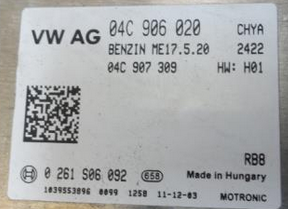 VW AG 04C 906 020 CHYA
BENZIN ME17.5.20 2422
04C 907 309 HW: H01
RB8
0 261 S06 092 658 Made in Hungary
1039S53896 0099 1258 11-12-03 MOTRONIC